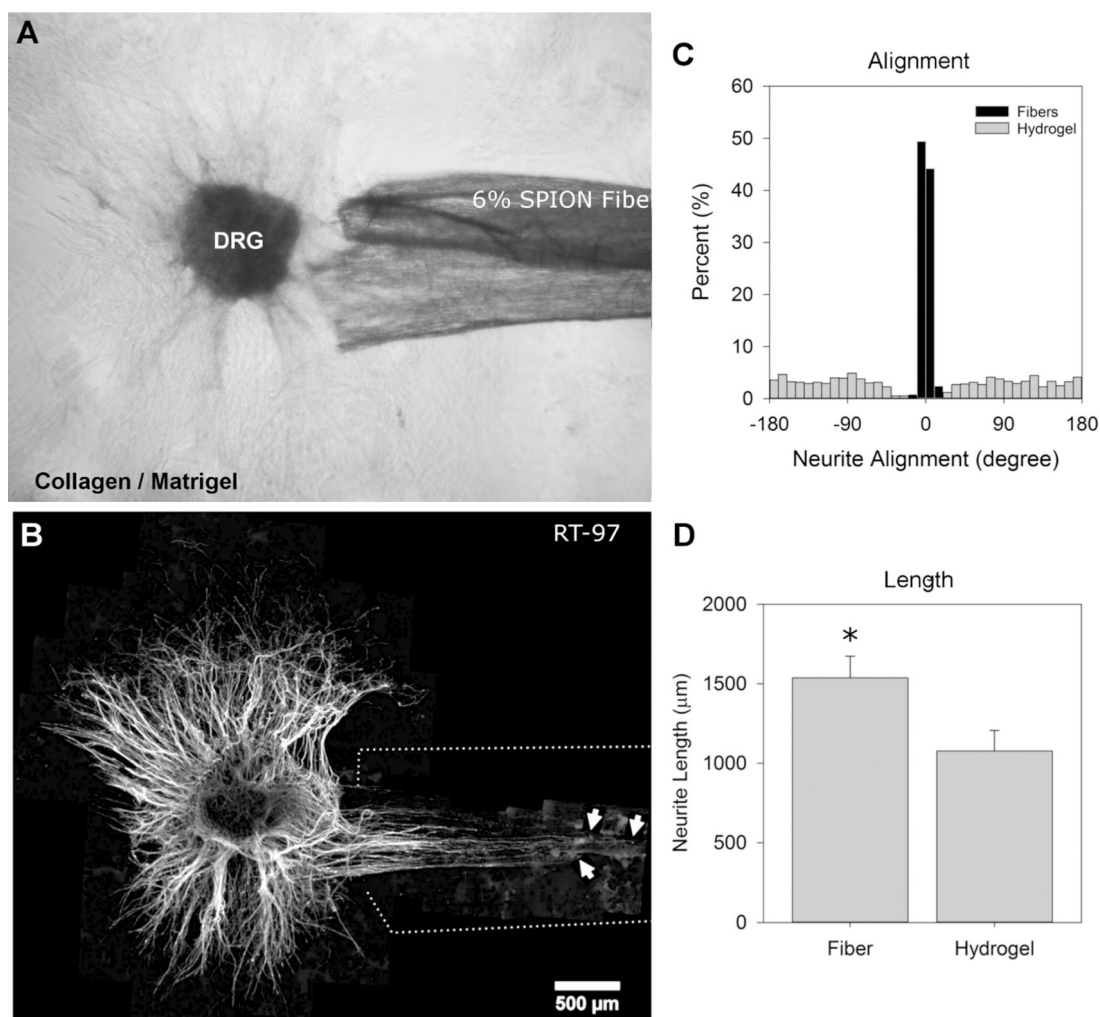 A
DRG
6% SPION Fibe
Collagen / Matrigel
B
RT-97
500 µm
C
Alignment
Fibers
Hydrogel
60
50
40
30
20
10
0
Percent (%)
-180 -90 0 90 180
Neurite Alignment (degree)
D
Length
2000
1500
1000
500
0
Neurite Length (µm)
*
Fiber Hydrogel